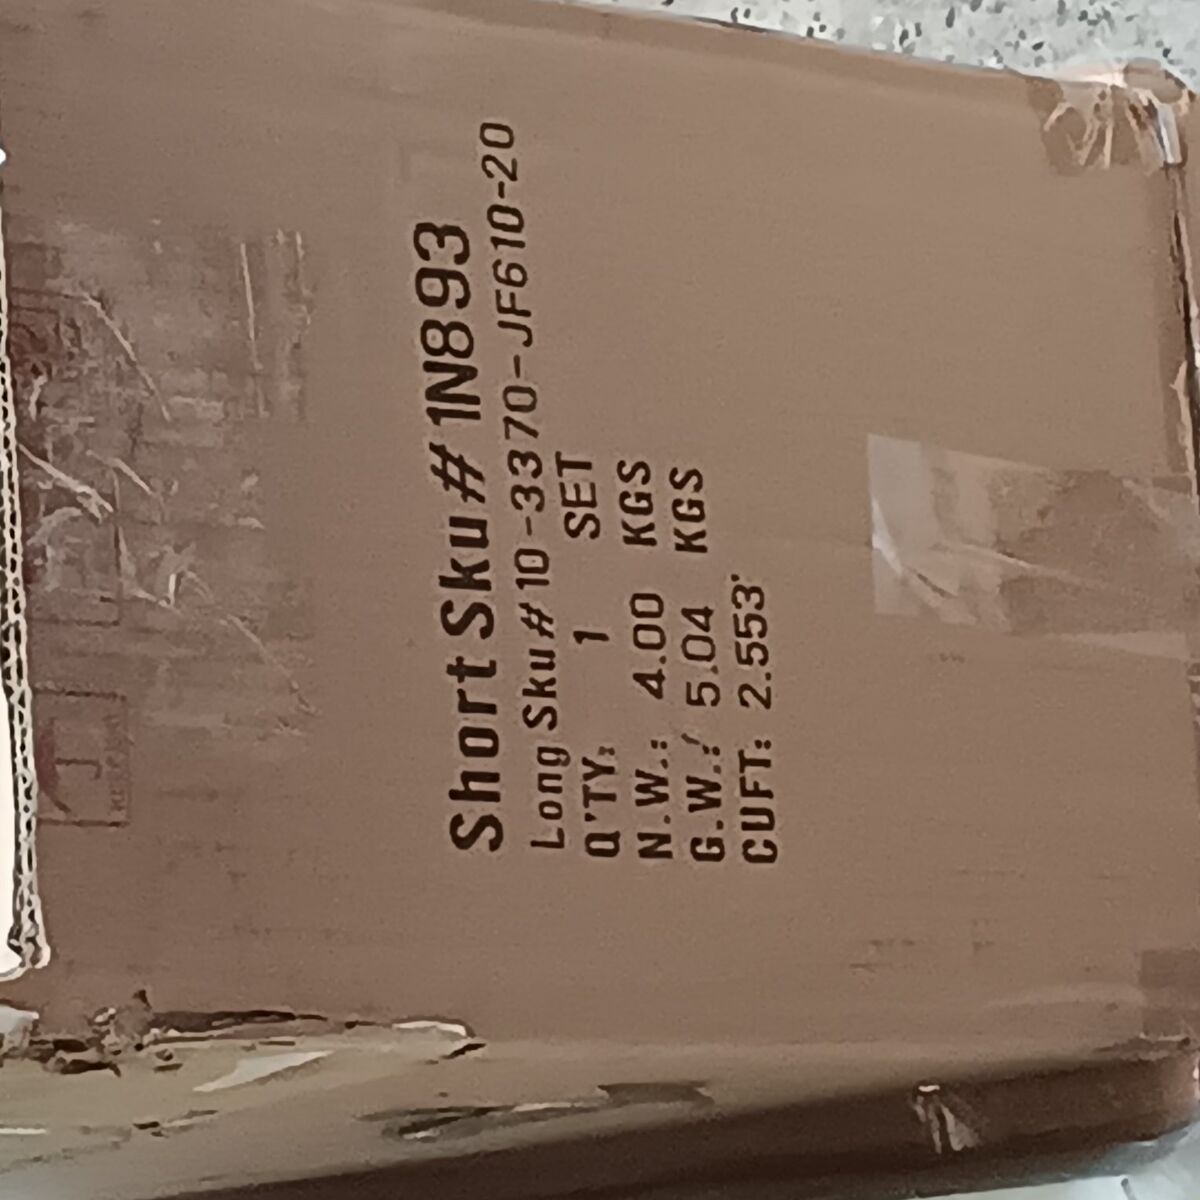 Short Sku# 1N893
Long Sku# 10-3370-JF610-20
Q'TY: 1 SET
N.W.: 4.00 KGS
G.W.: 5.04 KGS
CUFT: 2.553'